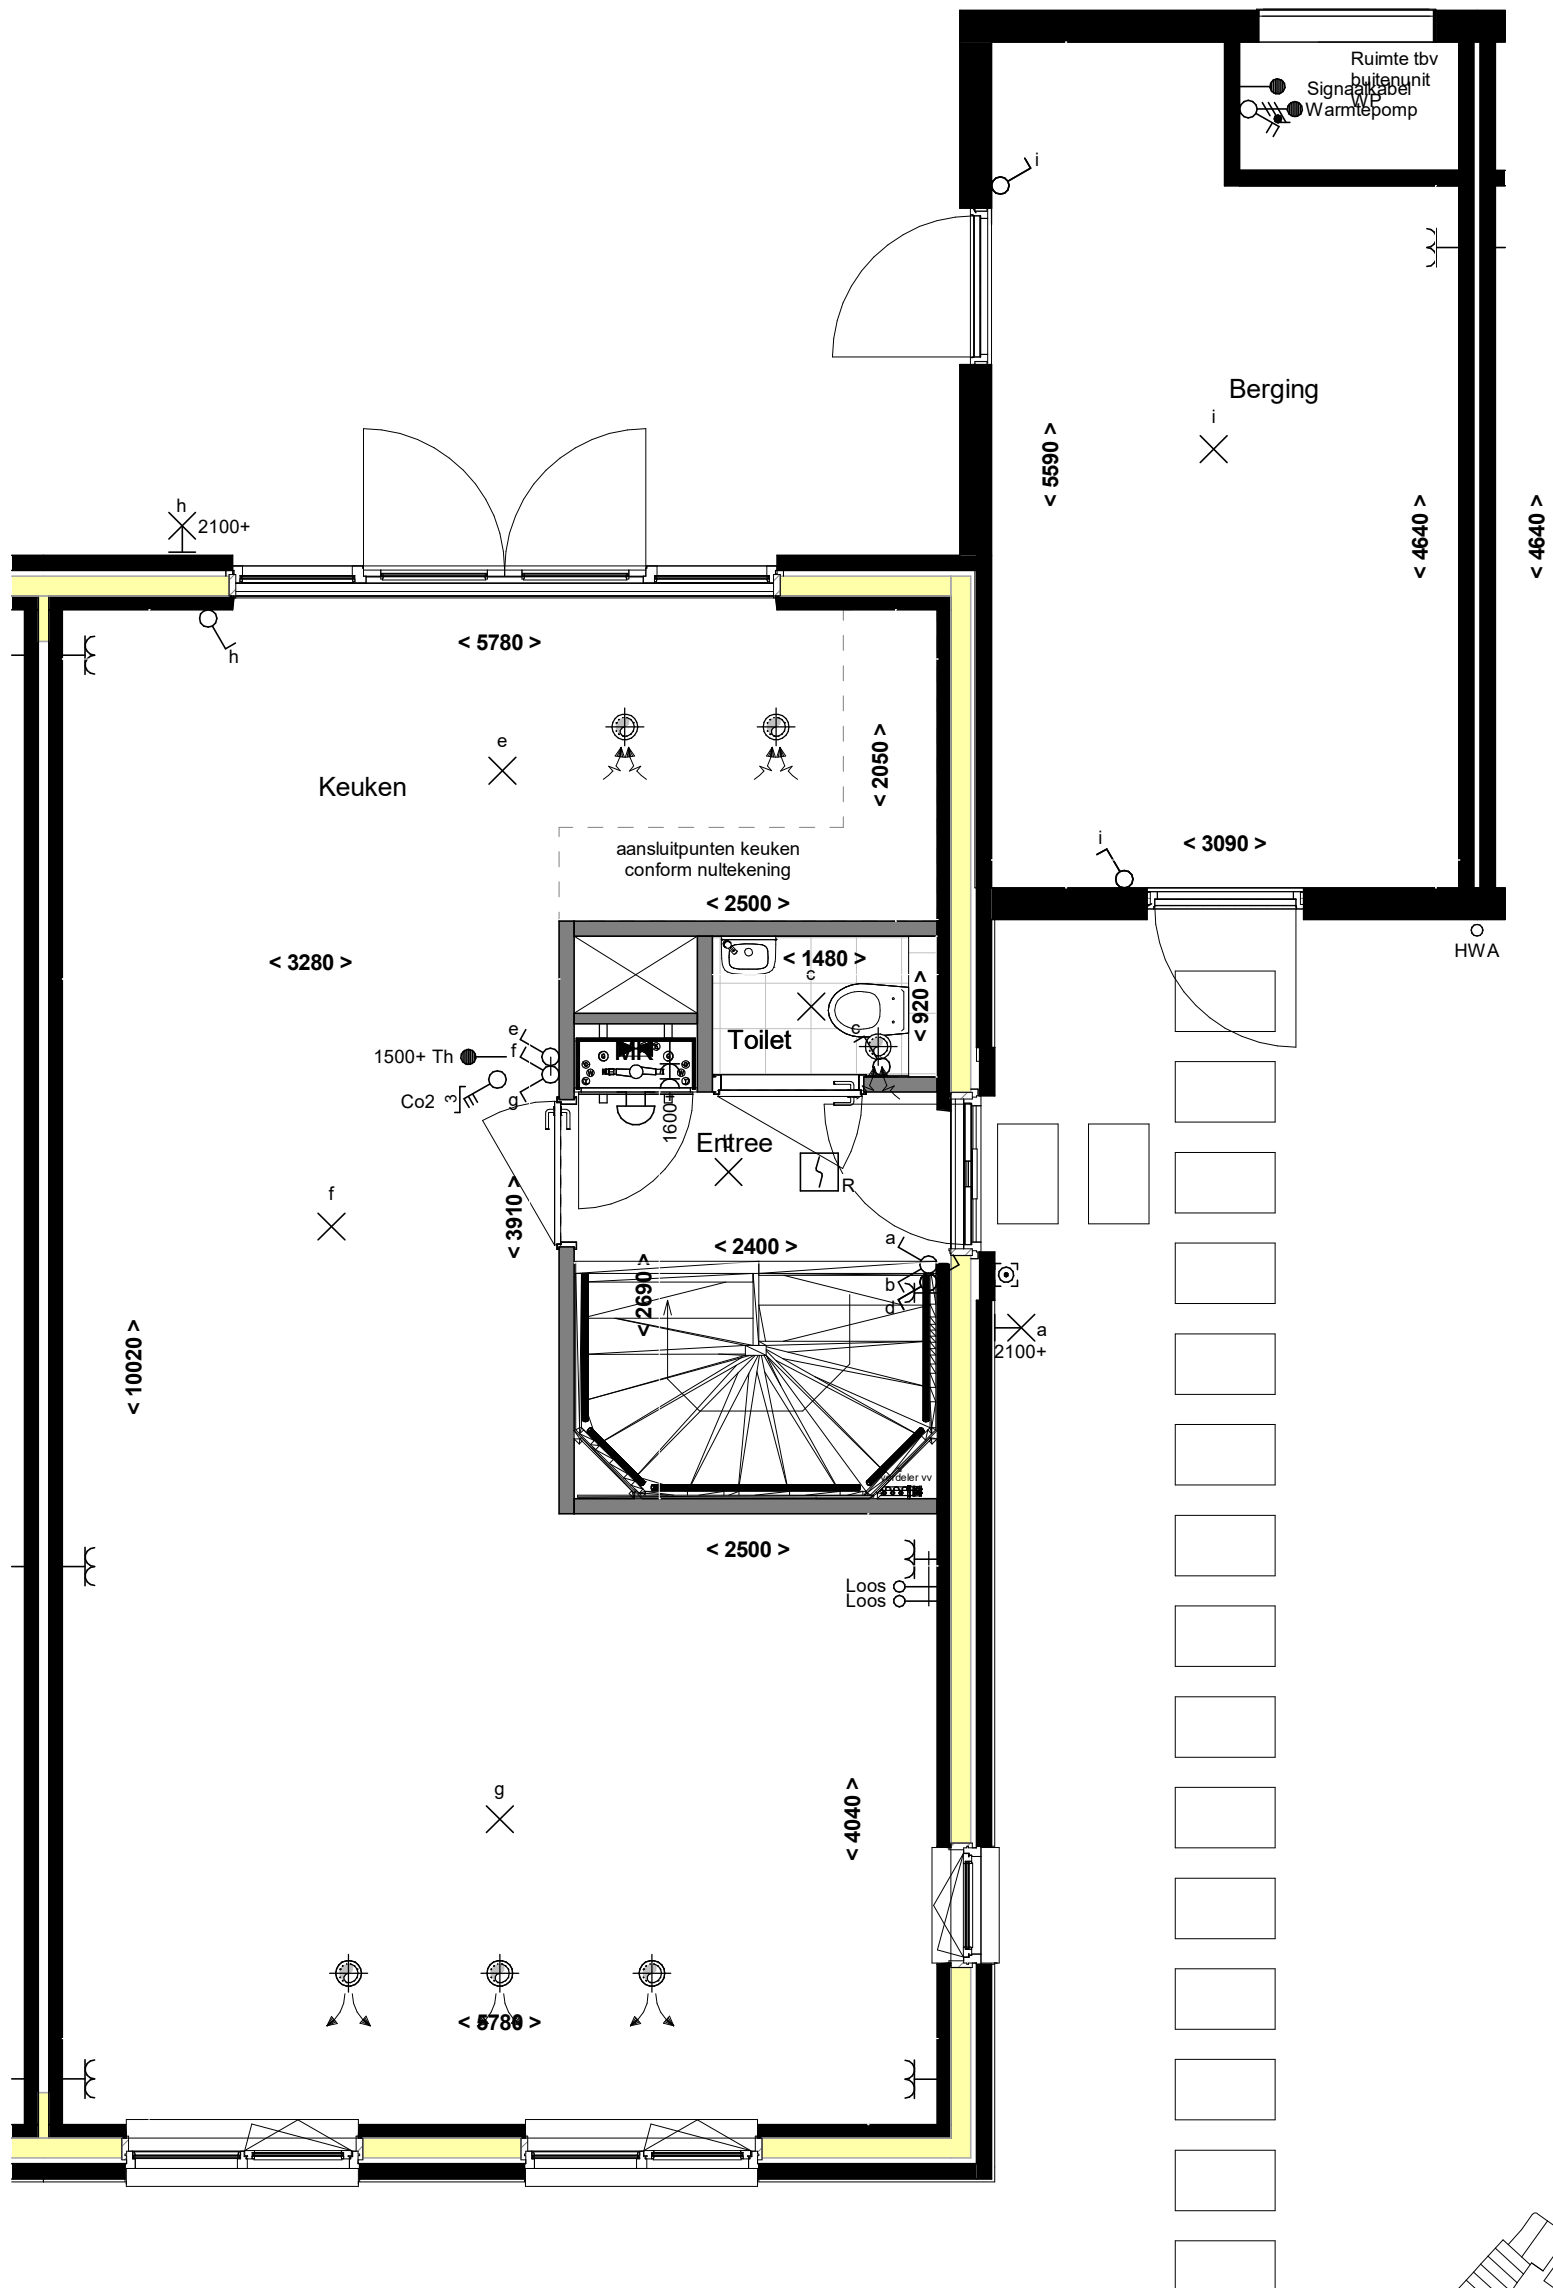 Ruimte tbv
buitenunit
WP
Signaalkabel
Warmtepomp
i
Berging
i
< 5590 >
< 4640 >
< 4640 >
h
2100+
h
< 5780 >
e
Keuken
< 2050 >
aansluitpunten keuken
conform nultekening
< 2500 >
i
< 3090 >
HWA
< 3280 >
< 1480 >
c
< 920 >
Toilet
c
e
1500+ Th
f
MK
Co2
3
g
1600+
Entree
R
f
< 3910 >
< 2400 >
a
b
d
< 2690 >
a
2100+
< 10020 >
verdeler vv
< 2500 >
Loos
Loos
g
< 4040 >
< 5780 >